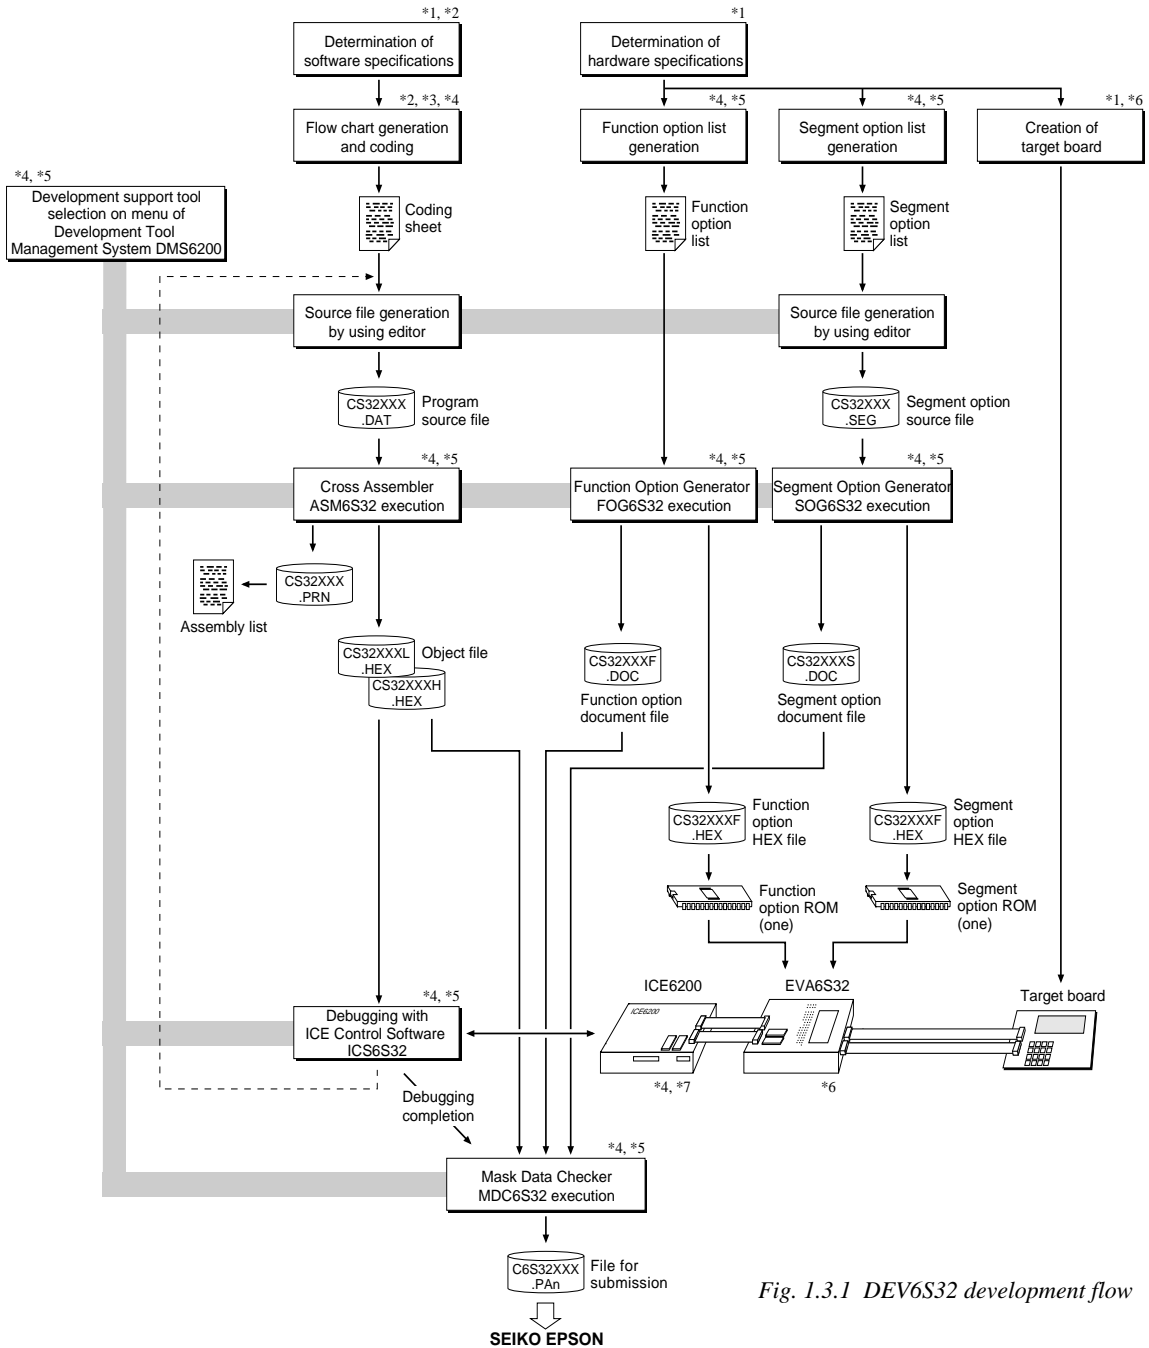 *1, *2
Determination of
software specifications
*1
Determination of
hardware specifications
*2, *3, *4
Flow chart generation
and coding
*4, *5
Function option list
generation
*4, *5
Segment option list
generation
*1, *6
Creation of
target board
*4, *5
Development support tool
selection on menu of
Development Tool
Management System DMS6200
Coding
sheet
Function
option
list
Segment
option
list
Source file generation
by using editor
Source file generation
by using editor
CS32XXX
.DAT
Program
source file
CS32XXX
.SEG
Segment option
source file
*4, *5
Cross Assembler
ASM6S32 execution
*4, *5
Function Option Generator
FOG6S32 execution
*4, *5
Segment Option Generator
SOG6S32 execution
CS32XXX
.PRN
Assembly list
CS32XXXL
.HEX
Object file
CS32XXXH
.HEX
CS32XXXF
.DOC
Function option
document file
CS32XXXS
.DOC
Segment option
document file
CS32XXXF
.HEX
Function
option
HEX file
CS32XXXF
.HEX
Segment
option
HEX file
Function
option ROM
(one)
Segment
option ROM
(one)
*4, *5
Debugging with
ICE Control Software
ICS6S32
ICE6200
ICE6200
*4, *7
EVA6S32
*6
Target board
Debugging
completion
*4, *5
Mask Data Checker
MDC6S32 execution
C6S32XXX
.PAn
File for
submission
SEIKO EPSON
Fig. 1.3.1 DEV6S32 development flow